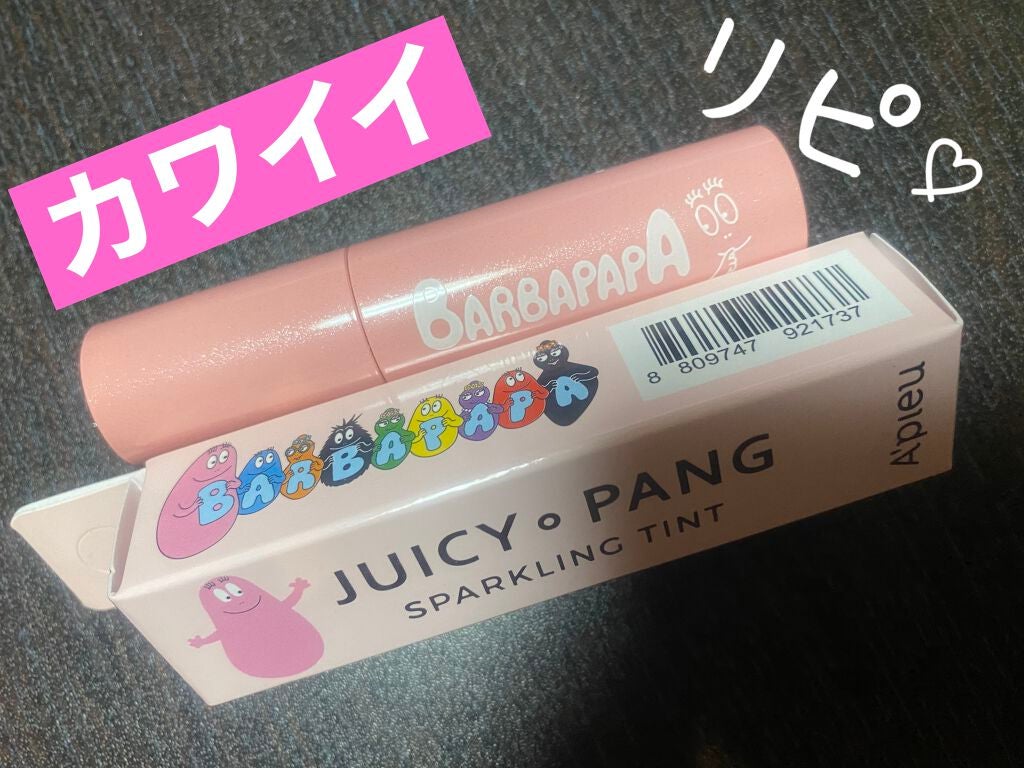 カワイイ
リピ♡
BARBAPAPA
8 809747 921737
BARBAPAPA
A'pieu
JUICY PANG
SPARKLING TINT